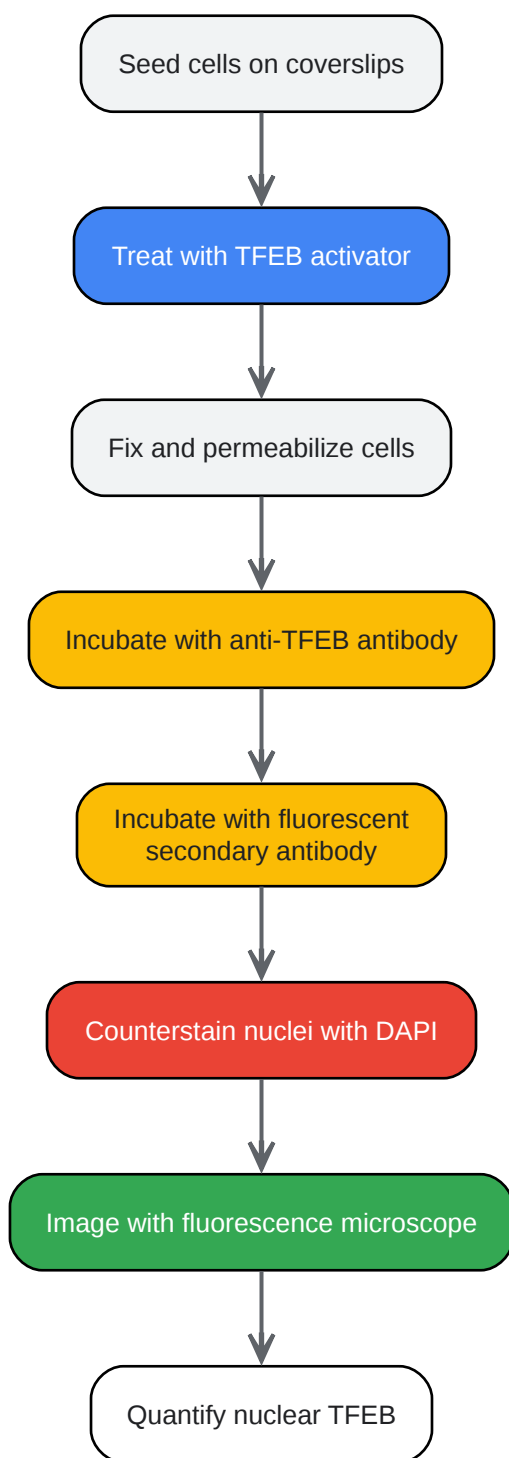 Seed cells on coverslips
Treat with TFEB activator
Fix and permeabilize cells
Incubate with anti-TFEB antibody
Incubate with fluorescent
secondary antibody
Counterstain nuclei with DAPI
Image with fluorescence microscope
Quantify nuclear TFEB